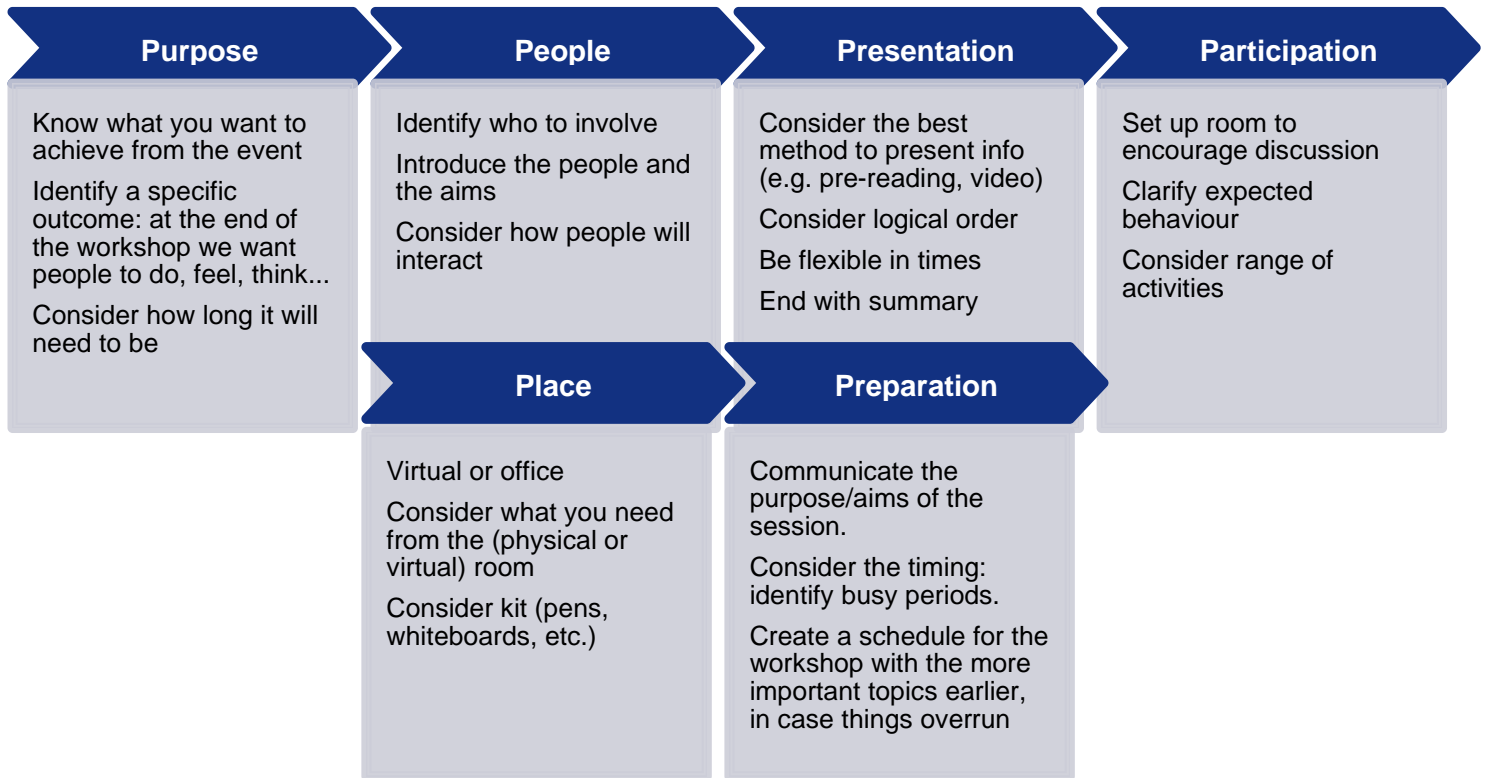 Purpose
Know what you want to
achieve from the event
Identify a specific
outcome: at the end of
the workshop we want
people to do, feel, think...
Consider how long it will
need to be
People
Identify who to involve
Introduce the people and
the aims
Consider how people will
interact
Presentation
Consider the best
method to present info
(e.g. pre-reading, video)
Consider logical order
Be flexible in times
End with summary
Participation
Set up room to
encourage discussion
Clarify expected
behaviour
Consider range of
activities
Place
Virtual or office
Consider what you need
from the (physical or
virtual) room
Consider kit (pens,
whiteboards, etc.)
Preparation
Communicate the
purpose/aims of the
session.
Consider the timing:
identify busy periods.
Create a schedule for the
workshop with the more
important topics earlier,
in case things overrun